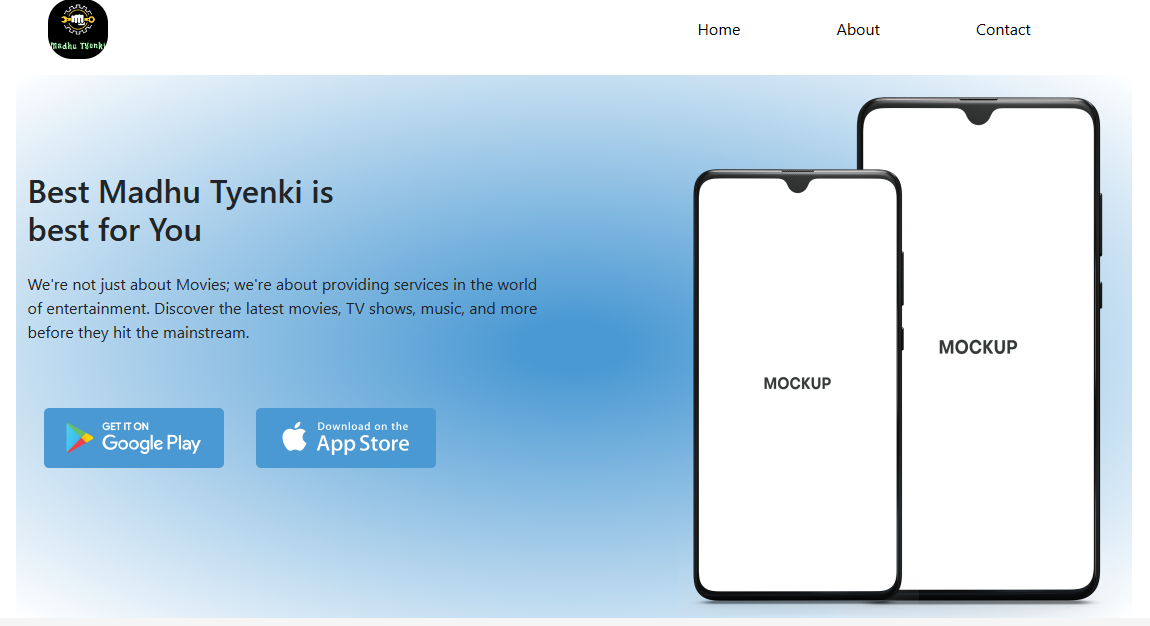 Madhu Tyenki
Home
About
Contact
Best Madhu Tyenki is
best for You
We're not just about Movies; we're about providing services in the world
of entertainment. Discover the latest movies, TV shows, music, and more
before they hit the mainstream.
GET IT ON
Google Play
Download on the
App Store
MOCKUP
MOCKUP